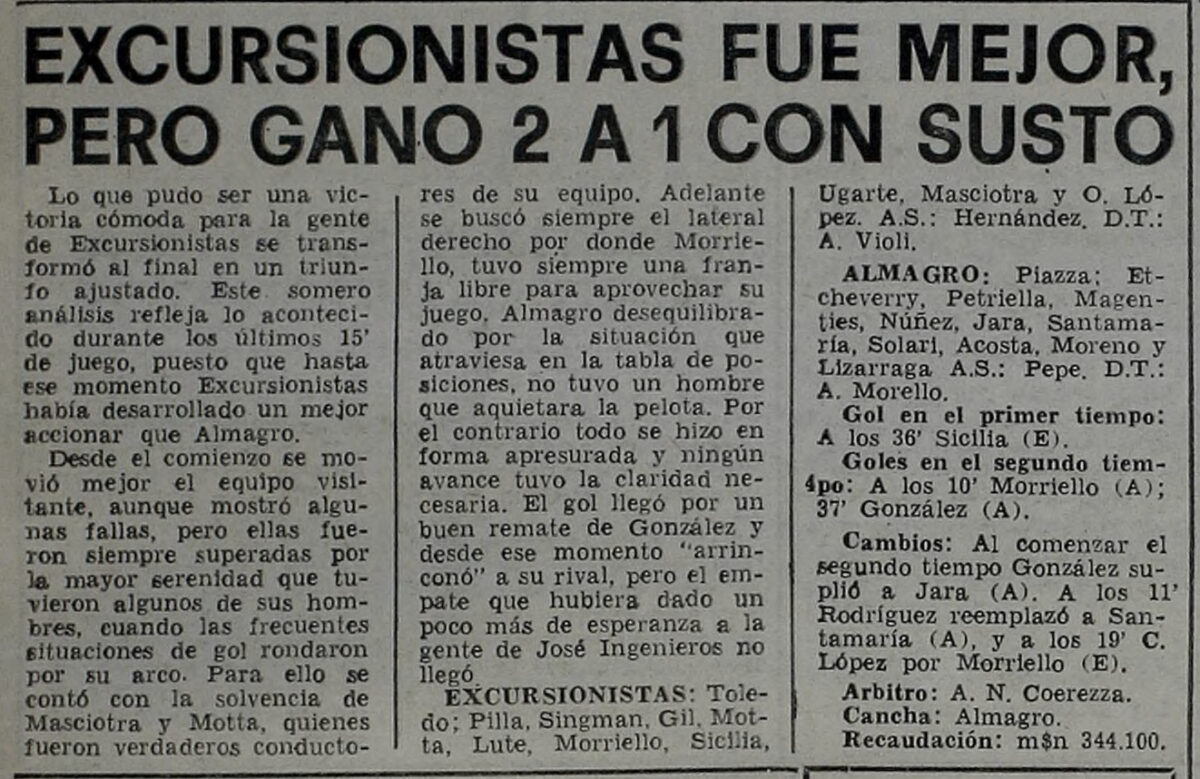 EXCURSIONISTAS FUE MEJOR,
PERO GANO 2 A 1 CON SUSTO
Lo que pudo ser una vic-
toria cómoda para la gente
de Excursionistas se trans-
formó al final en un triun-
fo ajustado. Este somero
análisis refleja lo aconteci-
do durante los últimos 15'
de juego, puesto que hasta
ese momento Excursionistas
había desarrollado un mejor
accionar que Almagro.
Desde el comienzo se mo-
vió mejor el equipo visi-
tante, aunque mostró algu-
nas fallas, pero ellas fue-
ron siempre superadas por
la mayor serenidad que tu-
vieron algunos de sus hom-
bres, cuando las frecuentes
situaciones de gol rondaron
por su arco. Para ello se
contó con la solvencia de
Masciotra y Motta, quienes
fueron verdaderos conducto-
res de su equipo. Adelante
se buscó siempre el lateral
derecho por donde Morrie-
llo, tuvo siempre una fran-
ja libre para aprovechar su
juego. Almagro desequilibra-
do por la situación que
atraviesa en la tabla de po-
siciones, no tuvo un hombre
que aquietara la pelota. Por
el contrario todo se hizo en
forma apresurada y ningún
avance tuvo la claridad ne-
cesaria. El gol llegó por un
buen remate de González y
desde ese momento "arrin-
conó" a su rival, pero el em-
pate que hubiera dado un
poco más de esperanza a la
gente de José Ingenieros no
llegó
EXCURSIONISTAS: Tole-
do; Pilla, Singman, Gil, Mot-
ta, Lute, Morriello, Sicilia,
Ugarte, Masciotra y O. Ló-
pez. A.S.: Hernández. D.T.:
A. Violi.
ALMAGRO: Piazza; Et-
cheverry, Petriella, Magen-
ties, Núñez, Jara, Santama-
ría, Solari, Acosta, Moreno y
Lizarraga A.S.: Pepe. D.T.:
A. Morello.
Gol en el primer tiempo:
A los 36' Sicilia (E).
Goles en el segundo tiem-
4po: A los 10' Morriello (A);
37' González (A).
Cambios: Al comenzar el
segundo tiempo González su-
plió a Jara (A). A los 11'
Rodríguez reemplazó a San-
tamaría (A), y a los 19' C.
López por Morriello (E).
Arbitro: A. N. Coerezza.
Cancha: Almagro.
Recaudación: m$n 344.100.